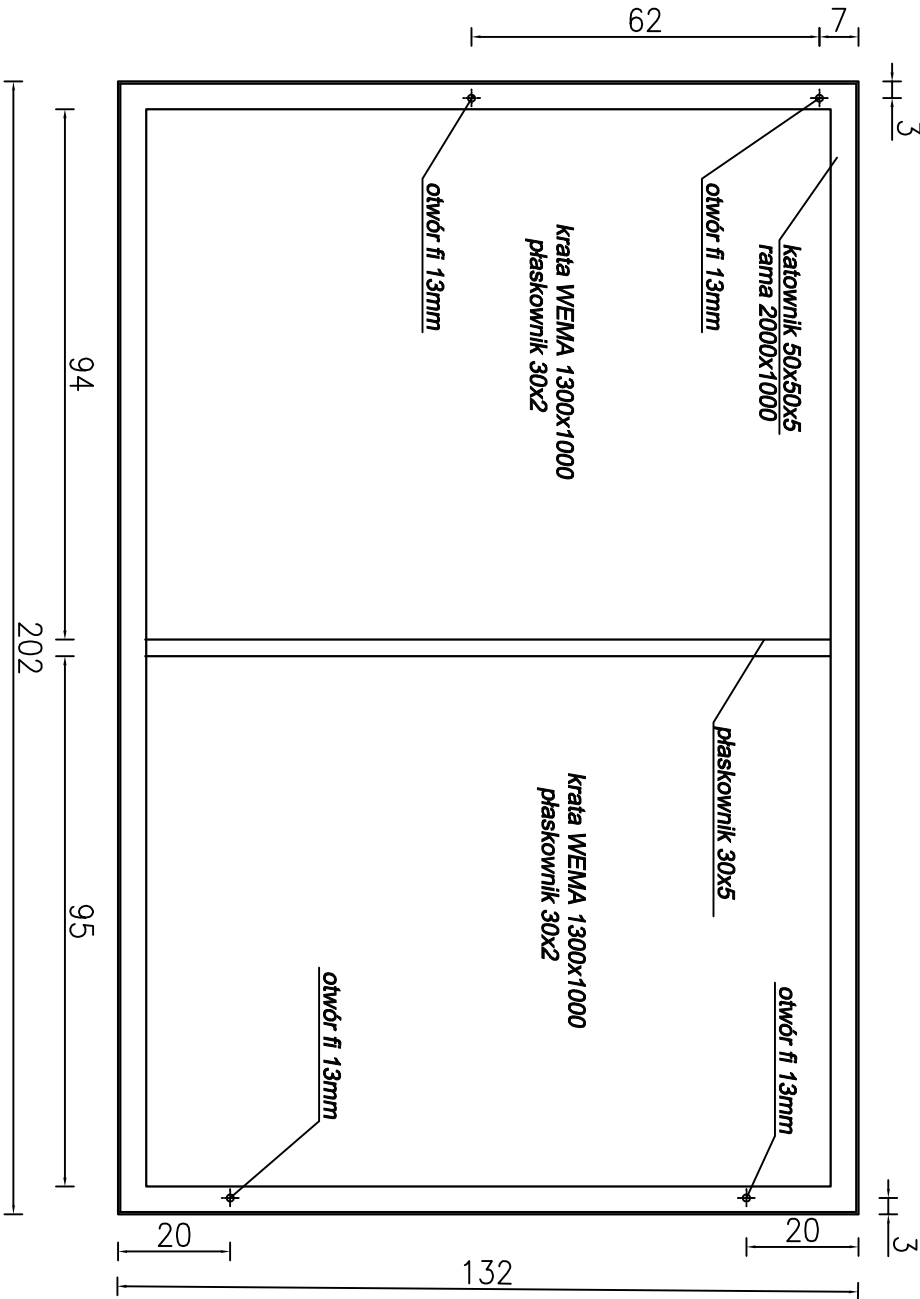 62
7
3
otwór fi 13mm
otwór fi 13mm
katownik 50x50x5
rama 2000x1000
krata WEMA 1300x1000
płaskownik 30x2
94
202
płaskownik 30x5
krata WEMA 1300x1000
płaskownik 30x2
95
otwór fi 13mm
otwór fi 13mm
20
20
3
132